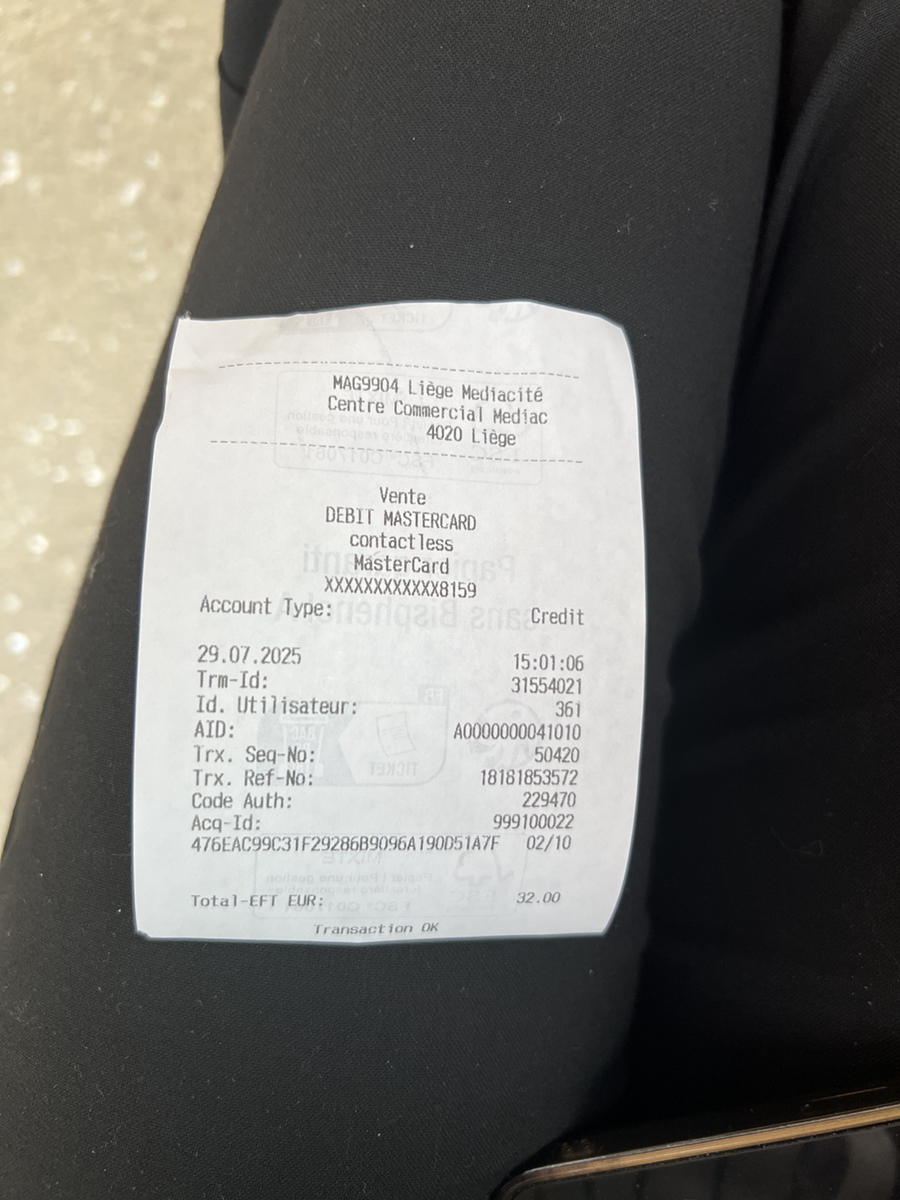 MAG9904 Liège Mediacité
Centre Commercial Mediac
4020 Liège
Vente
DEBIT MASTERCARD
contactless
MasterCard
XXXXXXXXXXXX8159
Account Type: Credit
29.07.2025 15:01:06
Trm-Id: 31554021
Id. Utilisateur: 361
AID: A0000000041010
Trx. Seq-No: 50420
Trx. Ref-No: 18181853572
Code Auth: 229470
Acq-Id: 999100022
476EAC99C31F29286B9096A190D51A7F 02/10
Total-EFT EUR: 32.00
Transaction OK